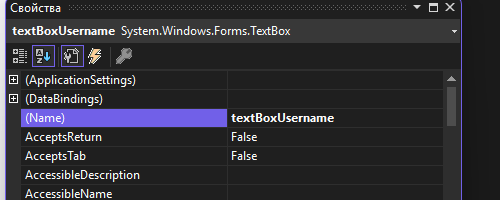 Свойства
textBoxUsername System.Windows.Forms.TextBox
(ApplicationSettings)
(DataBindings)
(Name) textBoxUsername
AcceptsReturn False
AcceptsTab False
AccessibleDescription
AccessibleName